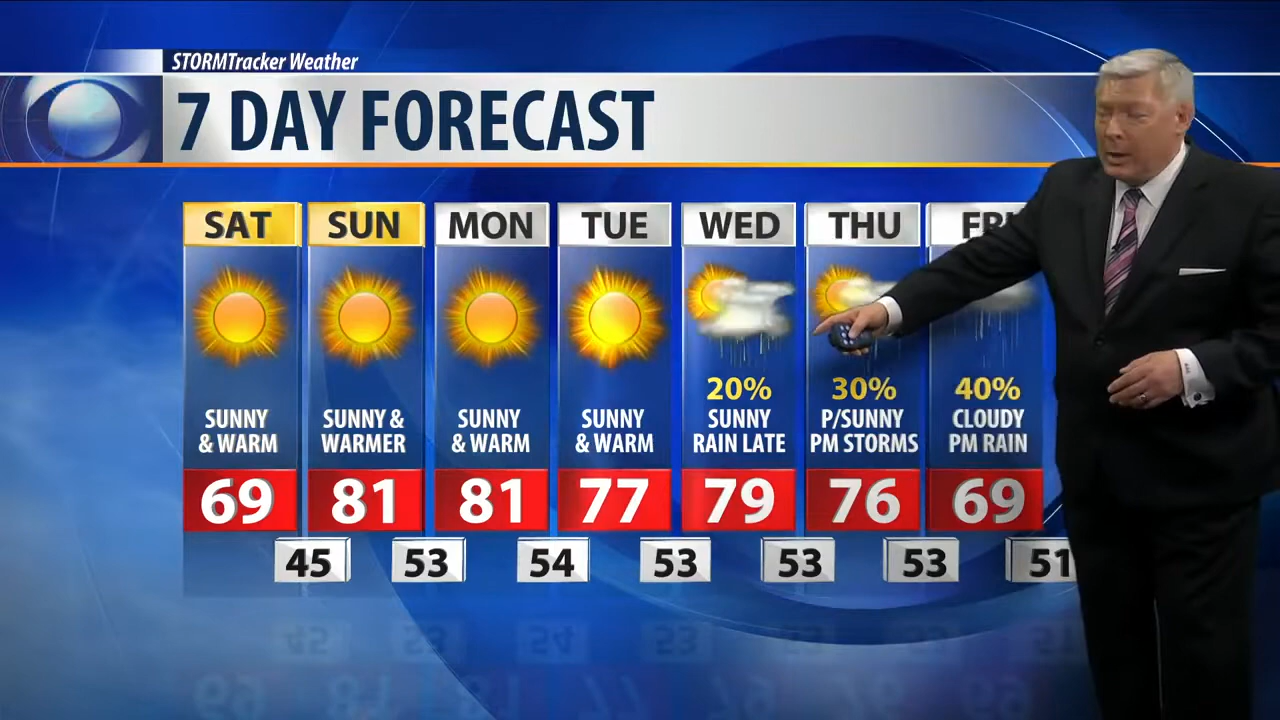 STORMTracker Weather
7 DAY FORECAST
SAT SUN MON TUE WED THU FRI
20% 30% 40%
SUNNY SUNNY & SUNNY SUNNY SUNNY P/SUNNY CLOUDY
& WARM WARMER & WARM & WARM RAIN LATE PM STORMS PM RAIN
69 81 81 77 79 76 69
45 53 54 53 53 53 51